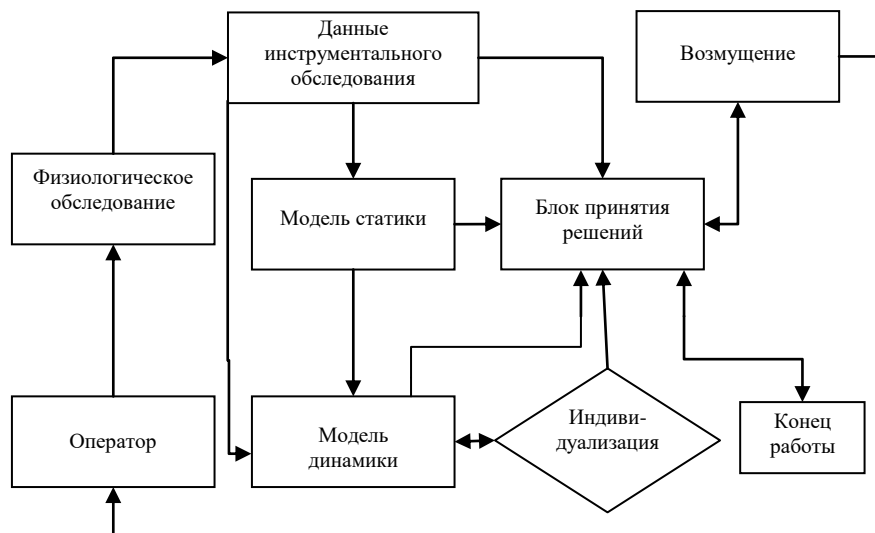 Данные
инструментального
обследования
Возмущение
Физиологическое
обследование
Модель статики
Блок принятия
решений
Оператор
Модель
динамики
Индиви-
дуализация
Конец
работы